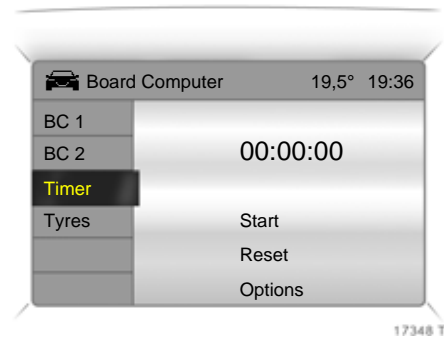 Board Computer 19,5° 19:36
BC 1
BC 2
Timer
Tyres
00:00:00
Start
Reset
Options
17348 T